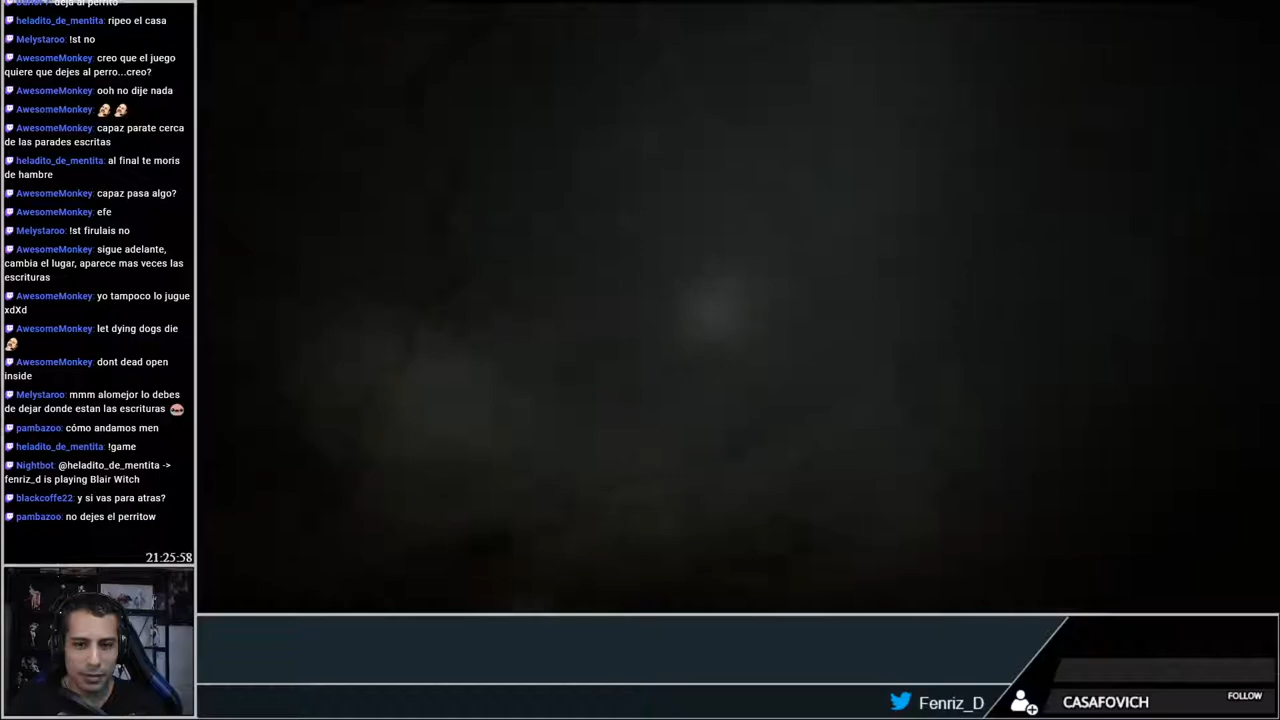 heladito_de_mentita: ripeo el casa
Melystaroo: !st no
AwesomeMonkey: creo que el juego
quiere que dejes al perro...creo?
AwesomeMonkey: ooh no dije nada
AwesomeMonkey:
AwesomeMonkey: capaz parate cerca
de las parades escritas
heladito_de_mentita: al final te moris
de hambre
AwesomeMonkey: capaz pasa algo?
AwesomeMonkey: efe
Melystaroo: !st firulais no
AwesomeMonkey: sigue adelante,
cambia el lugar, aparece mas veces las
escrituras
AwesomeMonkey: yo tampoco lo jugue
xdXd
AwesomeMonkey: let dying dogs die
AwesomeMonkey: dont dead open
inside
Melystaroo: mmm alomejor lo debes
de dejar donde estan las escrituras
pambazoo: cómo andamos men
heladito_de_mentita: !game
Nightbot: @heladito_de_mentita ->
fenriz_d is playing Blair Witch
blackcoffe22: y si vas para atras?
pambazoo: no dejes el perritow
21:25:58
Fenriz_D
CASAFOVICH
FOLLOW